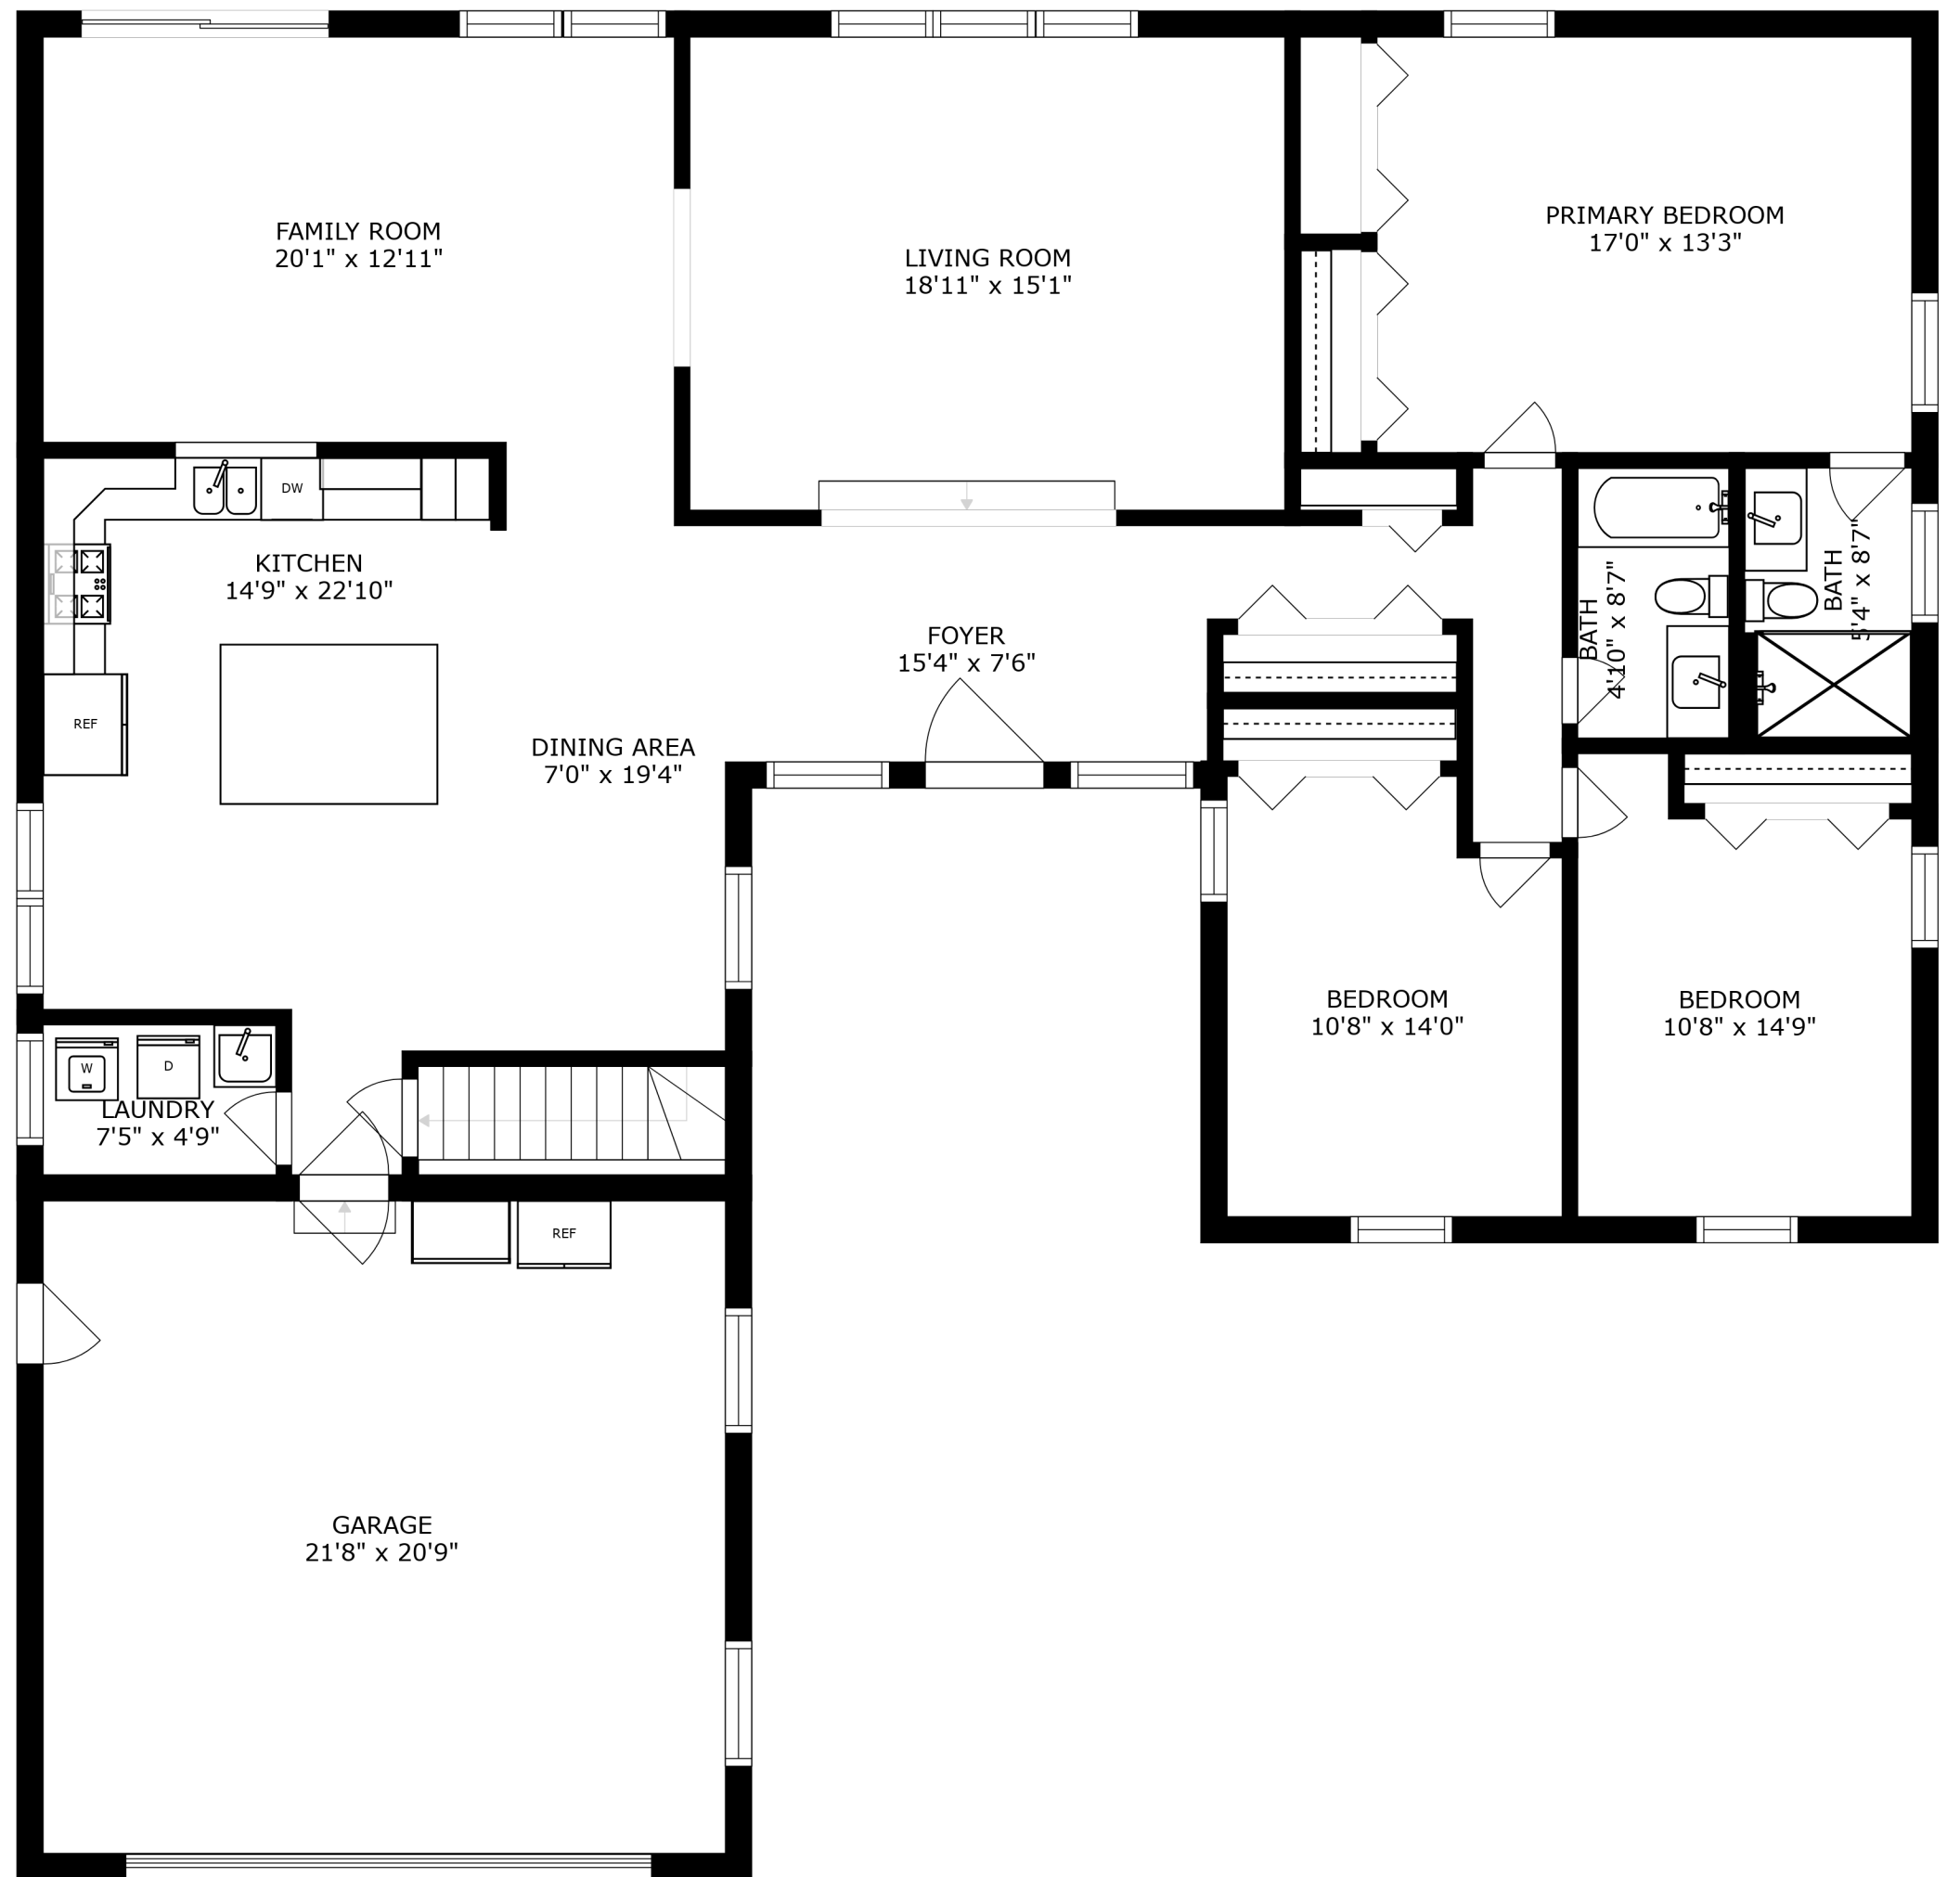 FAMILY ROOM
20'1" x 12'11"
LIVING ROOM
18'11" x 15'1"
PRIMARY BEDROOM
17'0" x 13'3"
DW
KITCHEN
14'9" x 22'10"
REF
FOYER
15'4" x 7'6"
DINING AREA
7'0" x 19'4"
BATH
4'10" x 8'7"
BATH
5'4" x 8'7"
BEDROOM
10'8" x 14'0"
BEDROOM
10'8" x 14'9"
W
D
LAUNDRY
7'5" x 4'9"
REF
GARAGE
21'8" x 20'9"